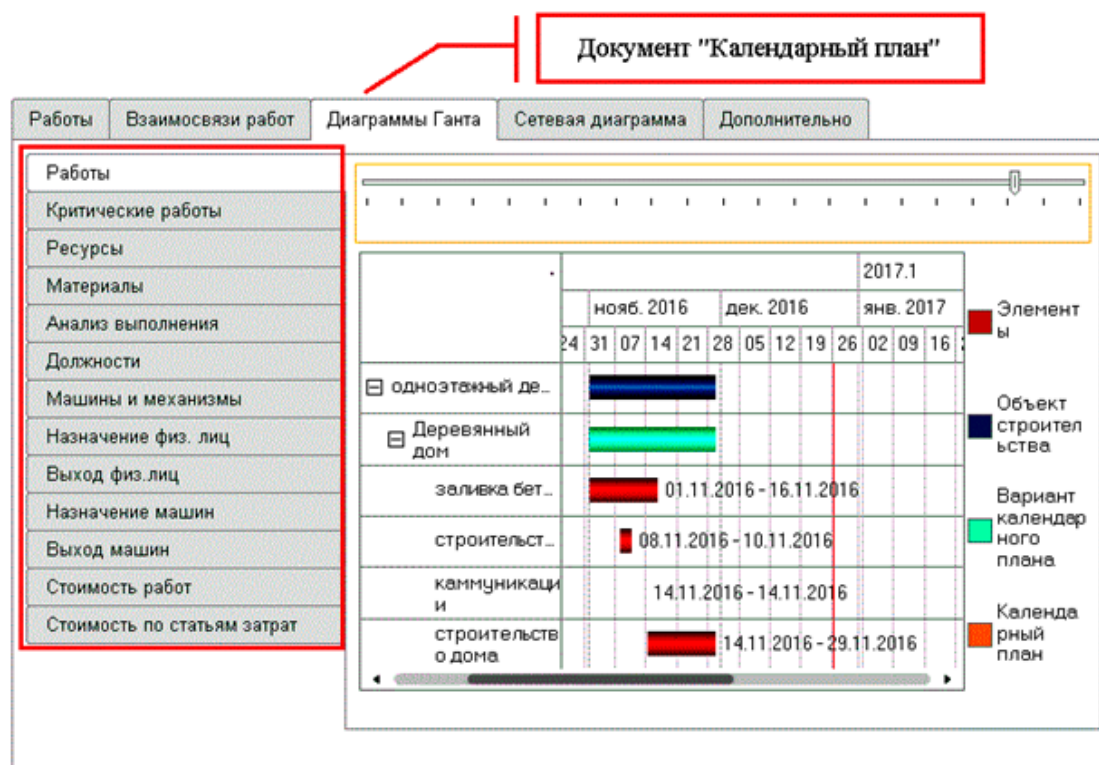 Документ "Календарный план"
Работы Взаимосвязи работ Диаграммы Ганта Сетевая диаграмма Дополнительно
Работы
Критические работы
Ресурсы
Материалы
Анализ выполнения
Должности
Машины и механизмы
Назначение физ. лиц
Выход физ.лиц
Назначение машин
Выход машин
Стоимость работ
Стоимость по статьям затрат
2017.1
нояб. 2016 дек. 2016 янв. 2017
24 31 07 14 21 28 05 12 19 26 02 09 16
одноэтажный де...
Деревянный
дом
заливка бет... 01.11.2016 - 16.11.2016
строительст... 08.11.2016 - 10.11.2016
каммуникаци
и
14.11.2016 - 14.11.2016
строительств
о дома
14.11.2016 - 29.11.2016
Элемент
ы
Объект
строител
ьства
Вариант
календар
ного
плана
Календа
рный
план